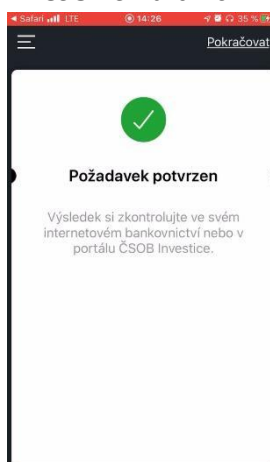 Safari LTE 14:26 35 %
Pokračovat
Požadavek potvrzen
Výsledek si zkontrolujte ve svém
internetovém bankovnictví nebo v
portálu ČSOB Investice.